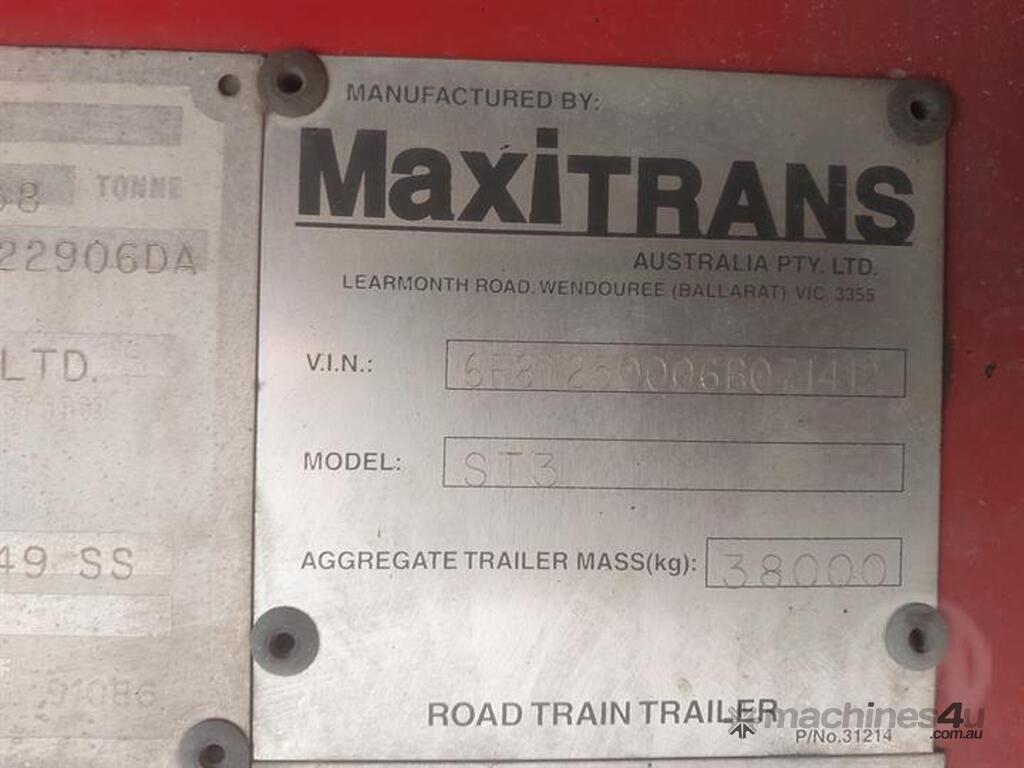 TONNE
22906DA
LTD.
49 SS
91086
MANUFACTURED BY:
MaxiTRANS
AUSTRALIA PTY. LTD.
LEARMONTH ROAD, WENDOUREE (BALLARAT), VIC. 3355
V.I.N.:
MODEL: ST3
AGGREGATE TRAILER MASS(kg): 38000
ROAD TRAIN TRAILER
P/No.31214
machines4u
.com.au